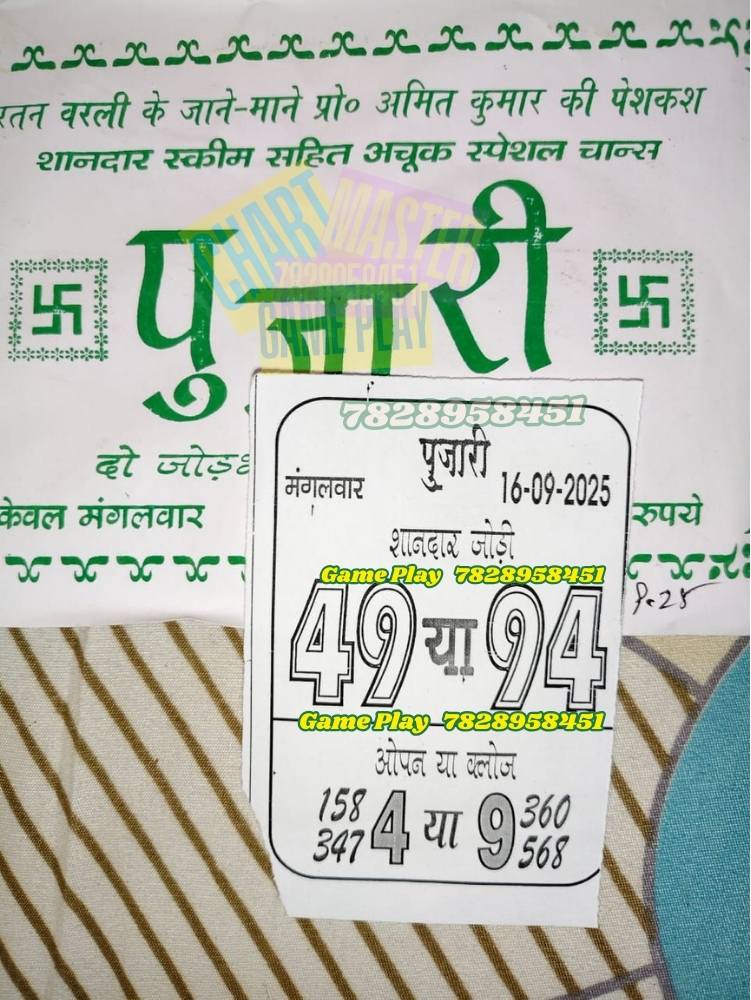 रतन वरली के जाने-माने प्रो० अमित कुमार की पेशकश
शानदार स्कीम सहित अचूक स्पेशल चान्स
पुजारी
CHART MASTER
7828958451
GAME PLAY
दो जोड़
केवल मंगलवार
रुपये
7828958451
पुजारी
मंगलवार 16-09-2025
शानदार जोड़ी
Game Play 7828958451
49 या 94
Game Play 7828958451
ओपन या क्लोज
158 347 4 या 9 360 568